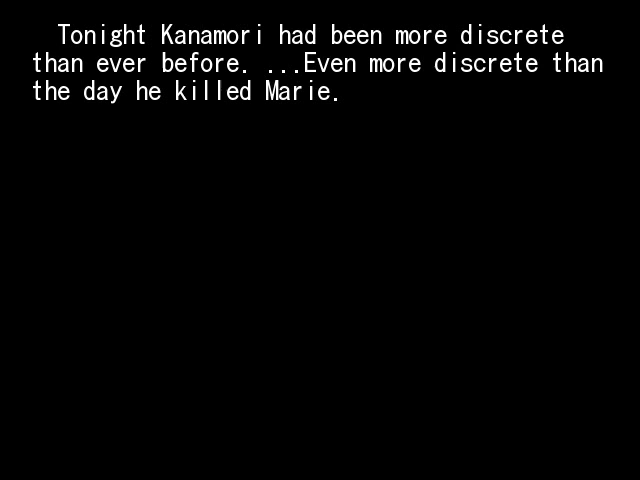 Tonight Kanamori had been more discrete
than ever before. ...Even more discrete than
the day he killed Marie.